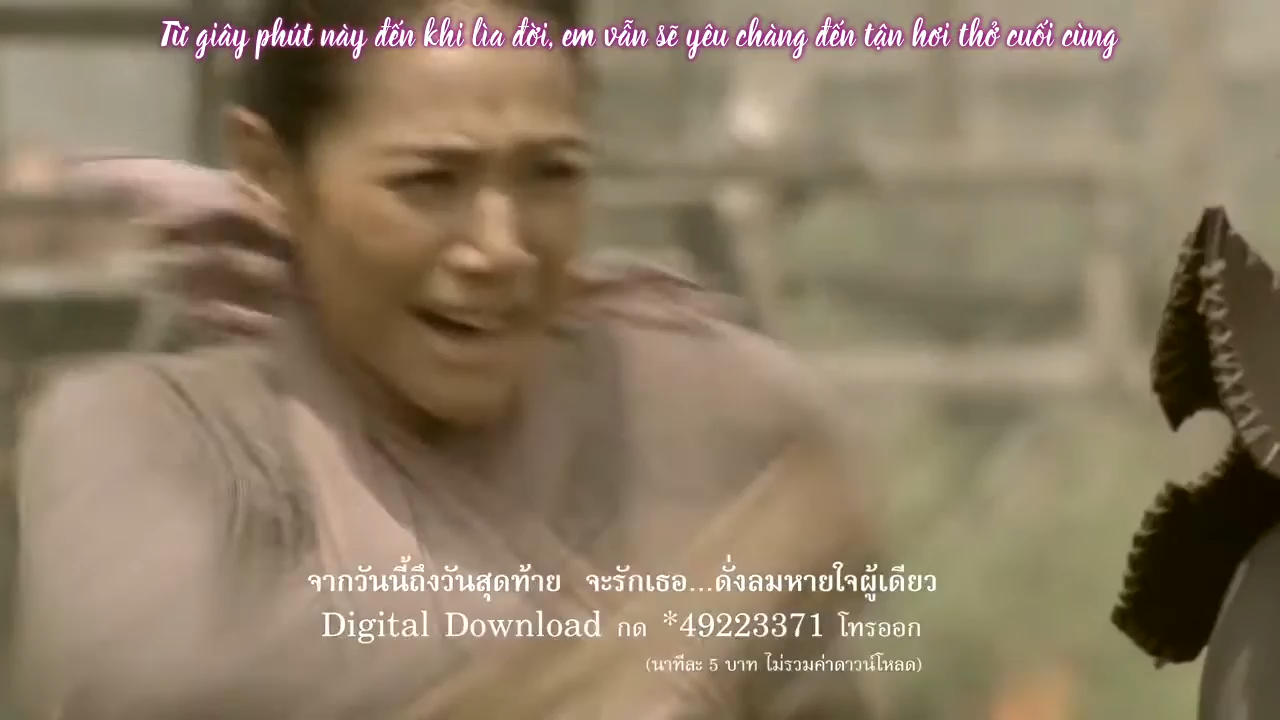 Từ giây phút này đến khi lìa đời, em vẫn sẽ yêu chàng đến tận hơi thở cuối cùng
จากวันนี้ถึงวันสุดท้าย จะรักเธอ...ดั่งลมหายใจผู้เดียว
Digital Download กด *49223371 โทรออก
(นาทีละ 5 บาท ไม่รวมค่าดาวน์โหลด)